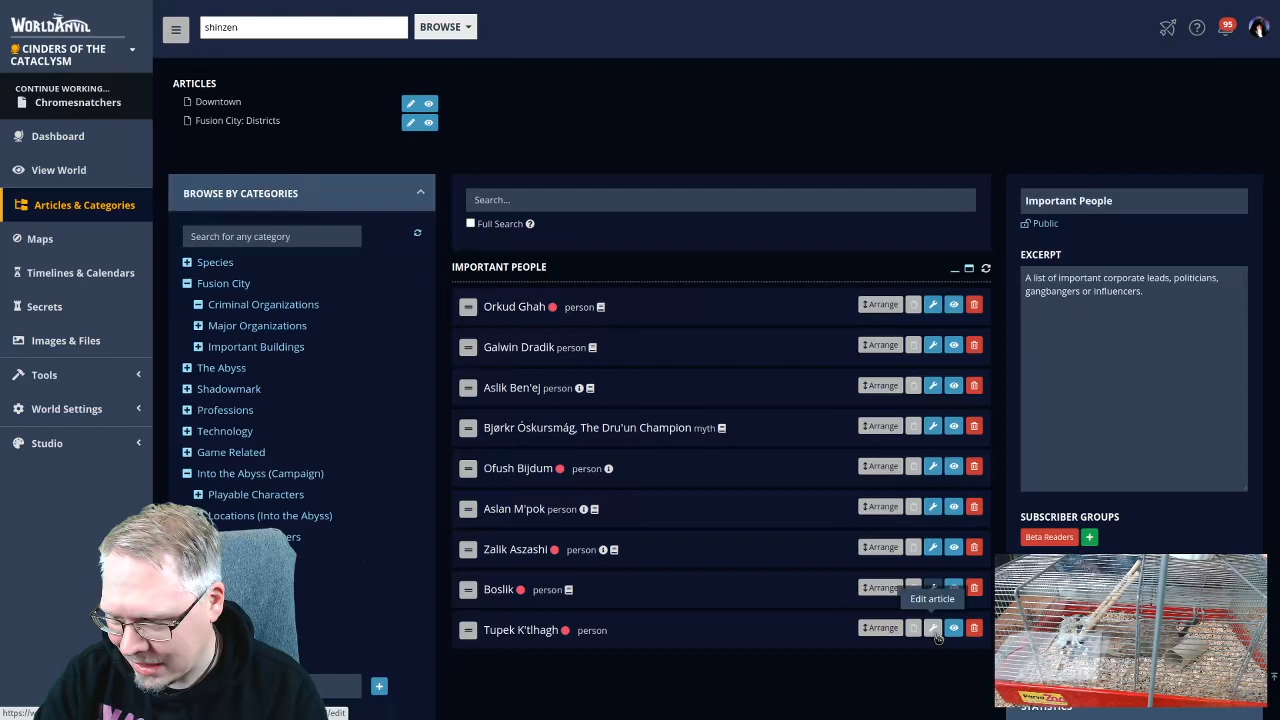 WORLDANVIL
CINDERS OF THE CATACLYSM
CONTINUE WORKING...
Chromesnatchers
Dashboard
View World
Articles & Categories
Maps
Timelines & Calendars
Secrets
Images & Files
Tools
World Settings
Studio
shinzen
BROWSE
95
ARTICLES
Downtown
Fusion City: Districts
BROWSE BY CATEGORIES
Search for any category
Species
Fusion City
Criminal Organizations
Major Organizations
Important Buildings
The Abyss
Shadowmark
Professions
Technology
Game Related
Into the Abyss (Campaign)
Playable Characters
Locations (Into the Abyss)
Search...
Full Search
IMPORTANT PEOPLE
Orkud Ghah person Arrange
Galwin Dradik person Arrange
Aslik Ben'ej person Arrange
Bjørkr Óskursmág, The Dru'un Champion myth Arrange
Ofush Bijdum person Arrange
Aslan M'pok person Arrange
Zalik Aszashi person Arrange
Boslik person Arrange
Edit article
Tupek K'tlhagh person Arrange
Important People
Public
EXCERPT
A list of important corporate leads, politicians,
gangbangers or influencers.
SUBSCRIBER GROUPS
Beta Readers
STATISTICS
/edit